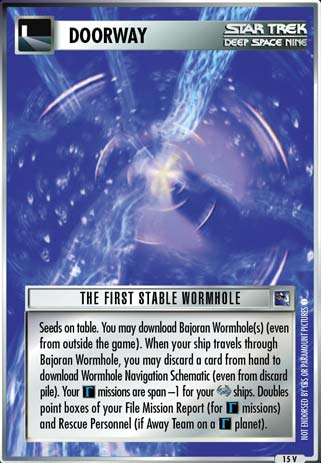 DOORWAY
STAR TREK
DEEP SPACE NINE
THE FIRST STABLE WORMHOLE
Seeds on table. You may download Bajoran Wormhole(s) (even
from outside the game). When your ship travels through
Bajoran Wormhole, you may discard a card from hand to
download Wormhole Navigation Schematic (even from discard
pile). Your missions are span –1 for your ships. Doubles
point boxes of your File Mission Report (for missions)
and Rescue Personnel (if Away Team on a planet).
NOT ENDORSED BY CBS OR PARAMOUNT PICTURES
15 V